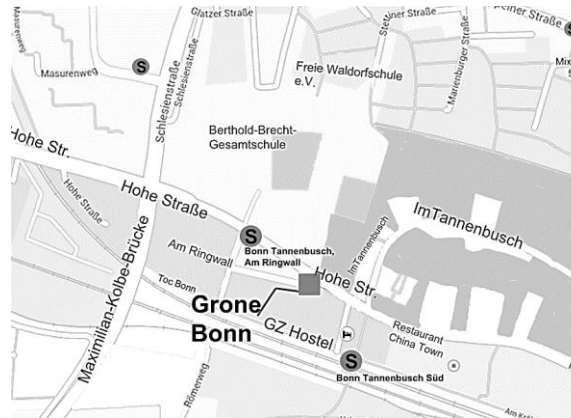 Glatzer Straße
Masurenweg
S
Schlesienstraße
Schlesienstraße
Freie Waldorfschule
e.V.
Marienburger Straße
Mix
S
Berthold-Brecht-
Gesamtschule
Hohe Str.
Hohe Straße
Hohe Straße
ImTannenbusch
ImTannenbusch
S
Bonn Tannenbusch,
Am Ringwall
Am Ringwall
Hohe Str.
Toc Bonn
Grone
Bonn
GZ Hostel
Restaurant
China Town
Maximilian-Kolbe-Brücke
Römerweg
S
Bonn Tannenbusch Süd